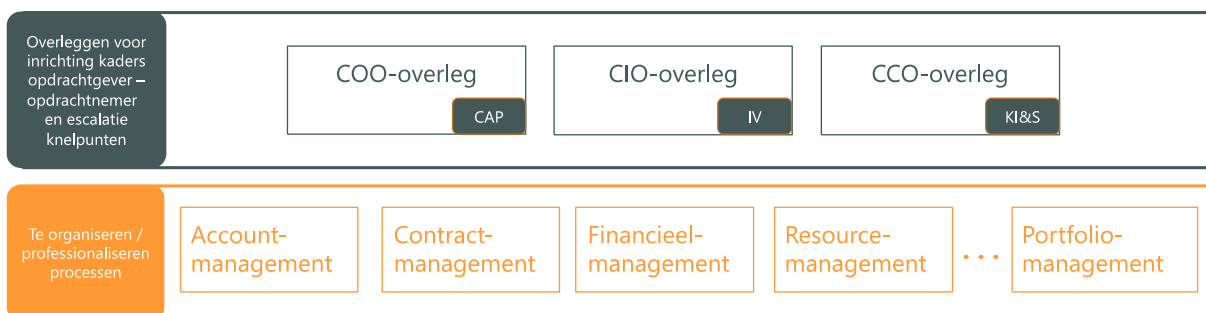 Overleggen voor
inrichting kaders
opdrachtgever –
opdrachtnemer
en escalatie
knelpunten
COO-overleg
CAP
CIO-overleg
IV
CCO-overleg
KI&S
Te organiseren /
professionaliseren
processen
Account-
management
Contract-
management
Financieel-
management
Resource-
management
...
Portfolio-
management